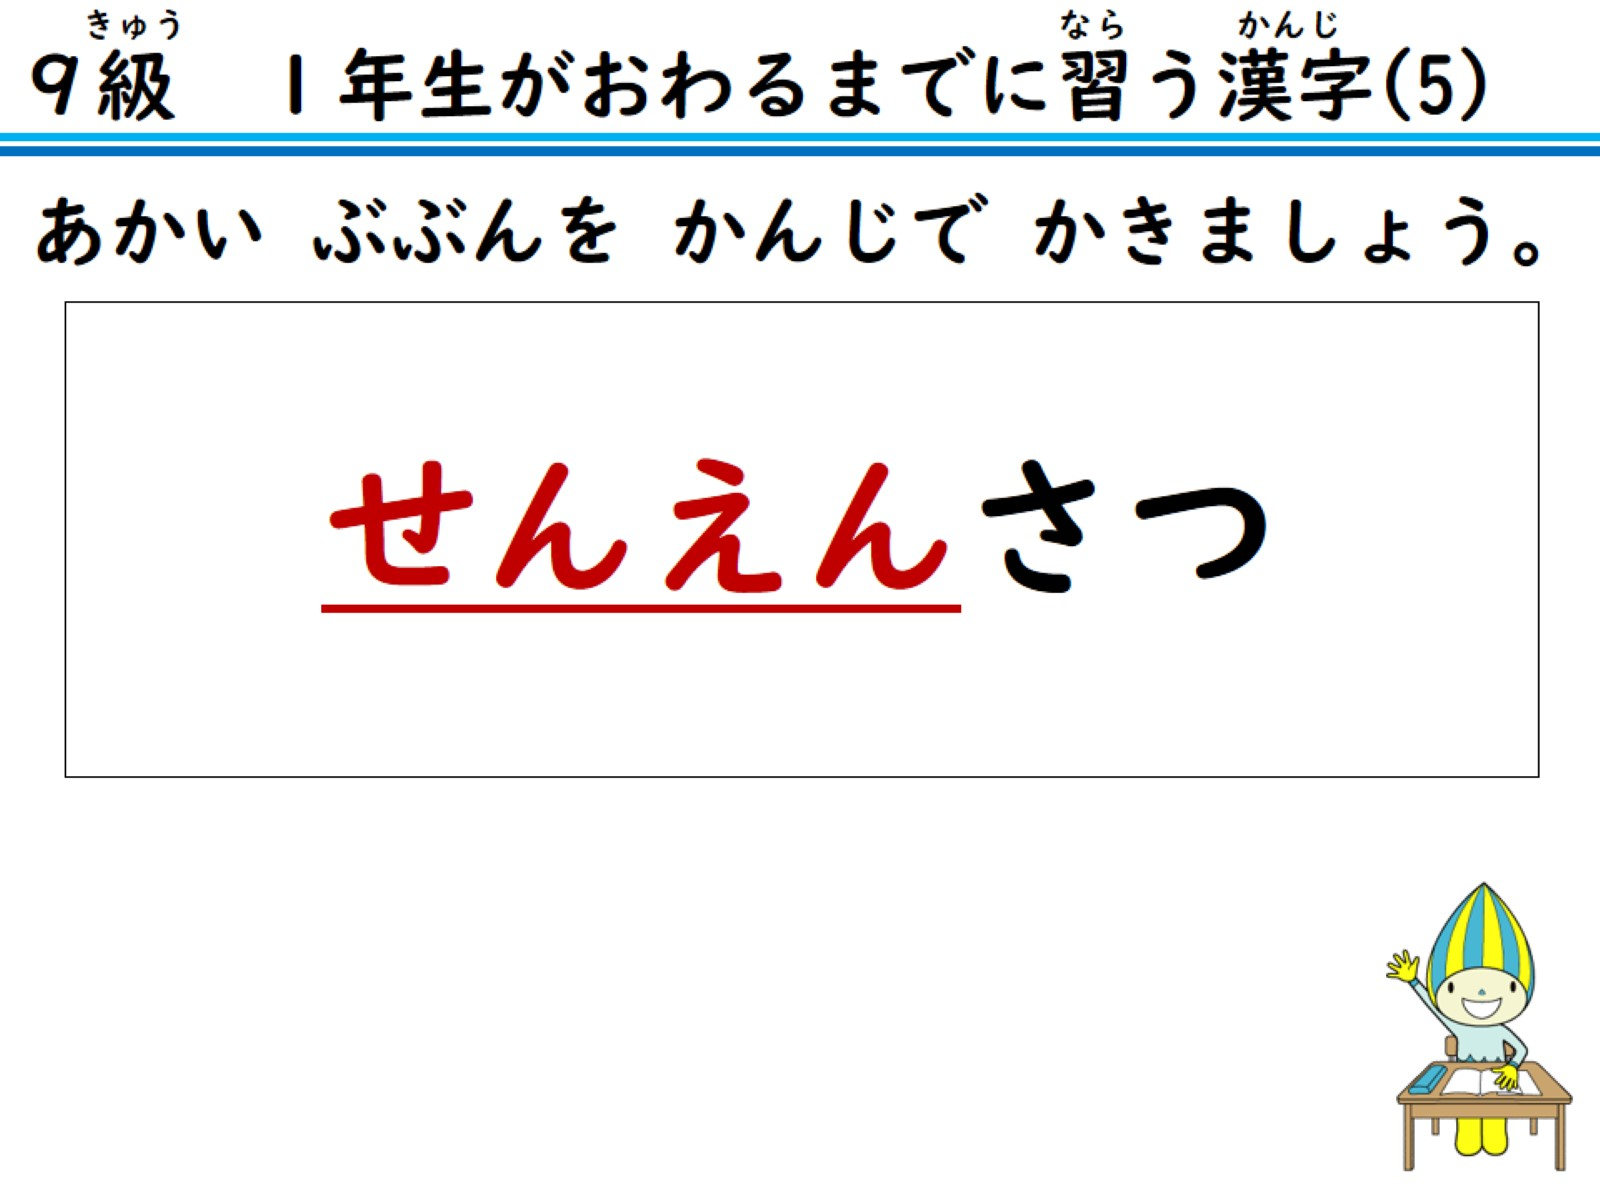 きゅう なら かんじ
９級　１年生がおわるまでに習う漢字(5)
あかい ぶぶんを かんじで かきましょう。
せんえんさつ